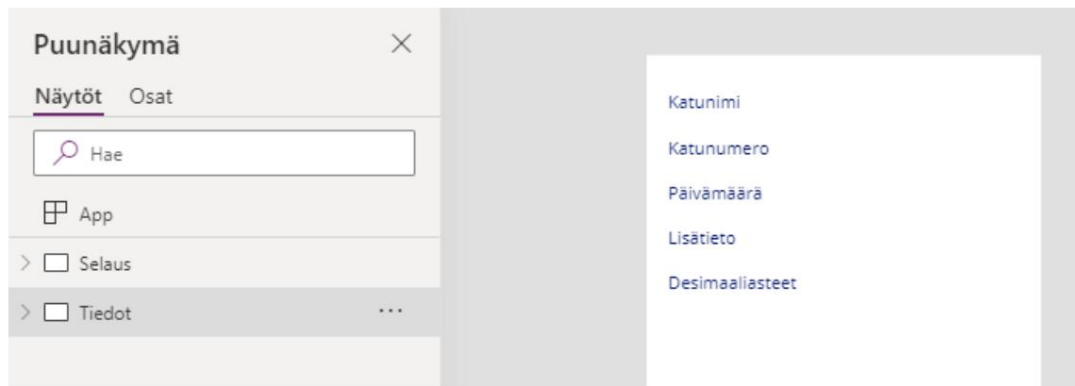 Puunäkymä
Näytöt Osat
Hae
App
Selaus
Tiedot
Katunimi
Katunumero
Päivämäärä
Lisätieto
Desimaaliasteet